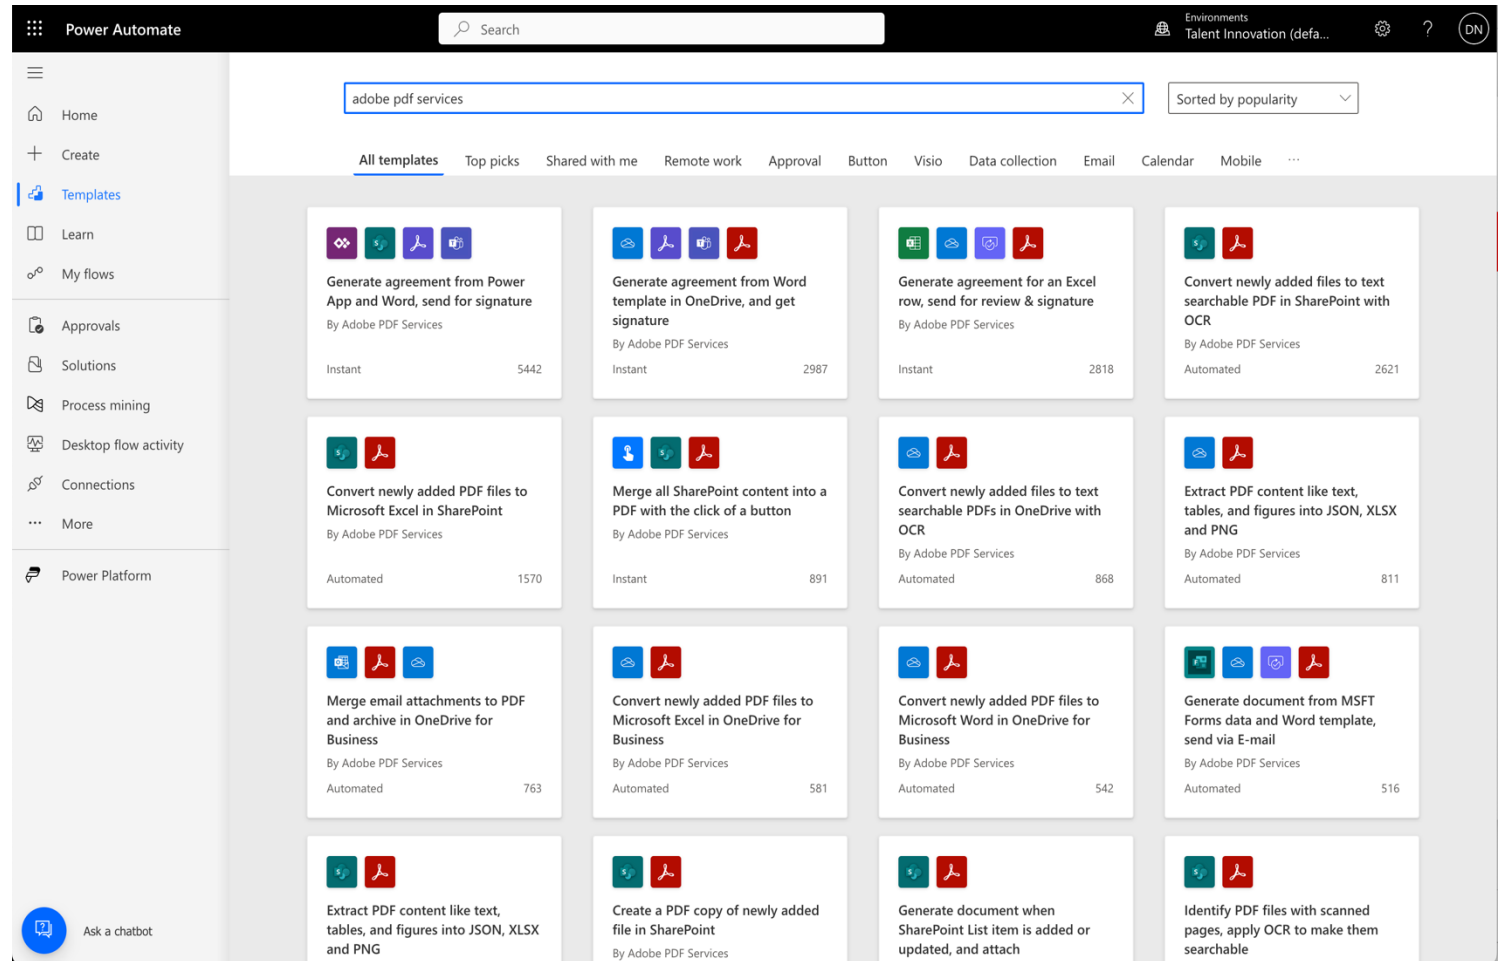 Power Automate
Search
Environments
Talent Innovation (defa...
?
DN
adobe pdf services
Sorted by popularity
Home
Create
Templates
Learn
My flows
Approvals
Solutions
Process mining
Desktop flow activity
Connections
More
Power Platform
Ask a chatbot
All templates Top picks Shared with me Remote work Approval Button Visio Data collection Email Calendar Mobile ...
Generate agreement from Power
App and Word, send for signature
By Adobe PDF Services
Instant 5442
Generate agreement from Word
template in OneDrive, and get
signature
By Adobe PDF Services
Instant 2987
Generate agreement for an Excel
row, send for review & signature
By Adobe PDF Services
Instant 2818
Convert newly added files to text
searchable PDF in SharePoint with
OCR
By Adobe PDF Services
Automated 2621
Convert newly added PDF files to
Microsoft Excel in SharePoint
By Adobe PDF Services
Automated 1570
Merge all SharePoint content into a
PDF with the click of a button
By Adobe PDF Services
Instant 891
Convert newly added files to text
searchable PDFs in OneDrive with
OCR
By Adobe PDF Services
Automated 868
Extract PDF content like text,
tables, and figures into JSON, XLSX
and PNG
By Adobe PDF Services
Automated 811
Merge email attachments to PDF
and archive in OneDrive for
Business
By Adobe PDF Services
Automated 763
Convert newly added PDF files to
Microsoft Excel in OneDrive for
Business
By Adobe PDF Services
Automated 581
Convert newly added PDF files to
Microsoft Word in OneDrive for
Business
By Adobe PDF Services
Automated 542
Generate document from MSFT
Forms data and Word template,
send via E-mail
By Adobe PDF Services
Automated 516
Extract PDF content like text,
tables, and figures into JSON, XLSX
and PNG
Create a PDF copy of newly added
file in SharePoint
By Adobe PDF Services
Generate document when
SharePoint List item is added or
updated, and attach
Identify PDF files with scanned
pages, apply OCR to make them
searchable